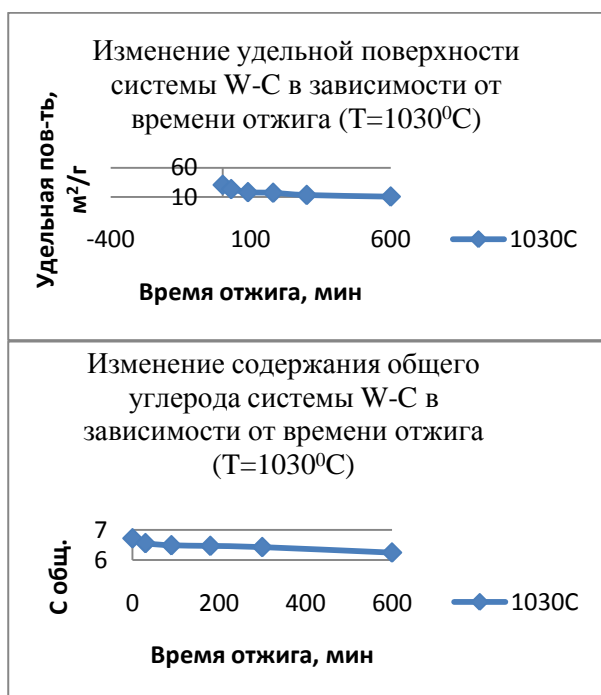 Изменение удельной поверхности
системы W-C в зависимости от
времени отжига (T=1030⁰C)
Удельная пов-ть,
м²/г
60
10
-400 100 600
1030C
Время отжига, мин
Изменение содержания общего
углерода системы W-C в
зависимости от времени отжига
(T=1030⁰C)
С общ.
7
6
0 200 400 600
1030C
Время отжига, мин